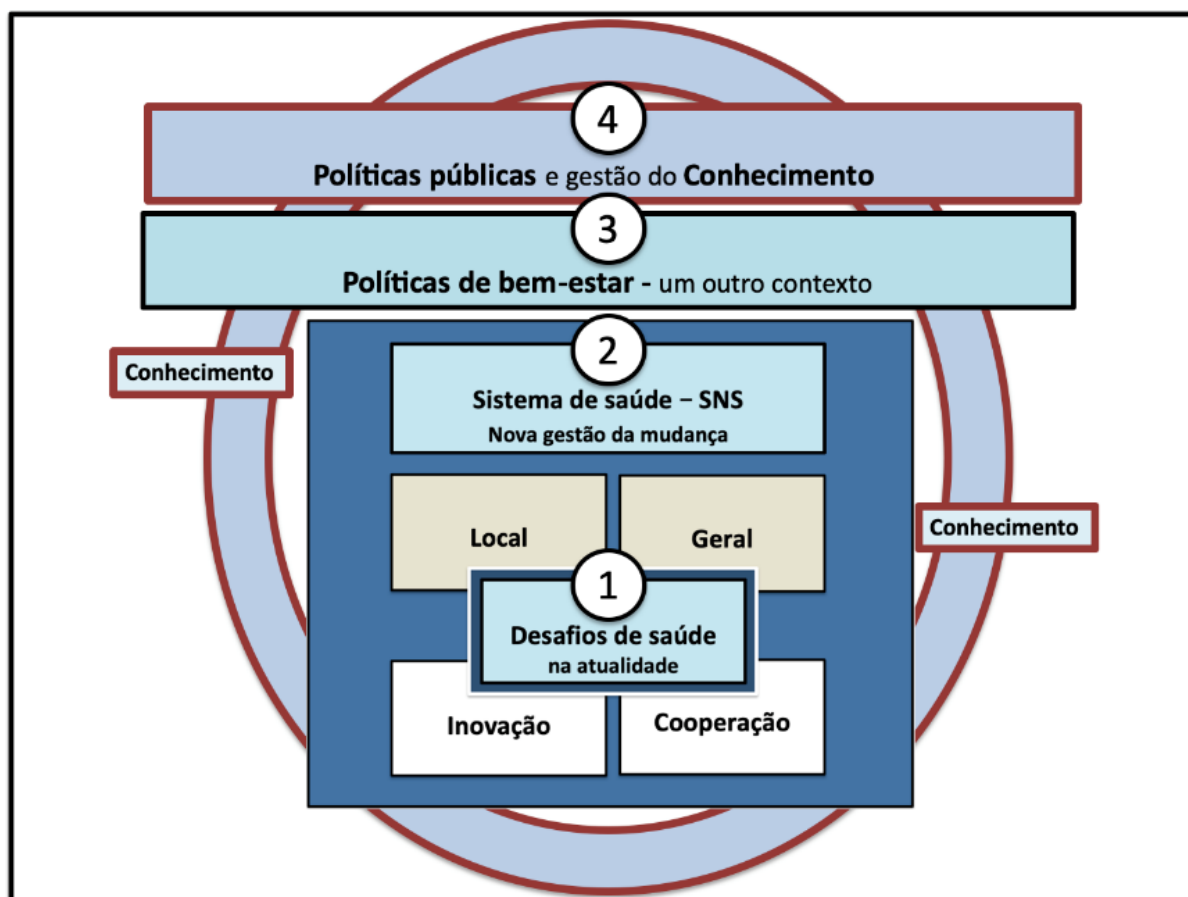 4
Políticas públicas e gestão do Conhecimento
3
Políticas de bem-estar - um outro contexto
2
Conhecimento
Sistema de saúde – SNS
Nova gestão da mudança
Local
Geral
Conhecimento
1
Desafios de saúde
na atualidade
Inovação
Cooperação